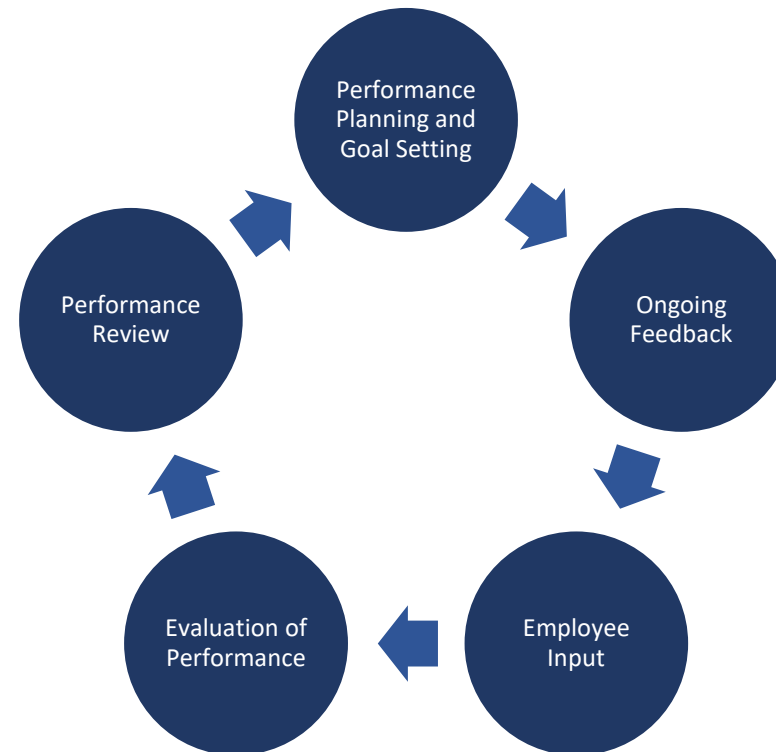 Performance
Planning and
Goal Setting
Ongoing
Feedback
Employee
Input
Evaluation of
Performance
Performance
Review